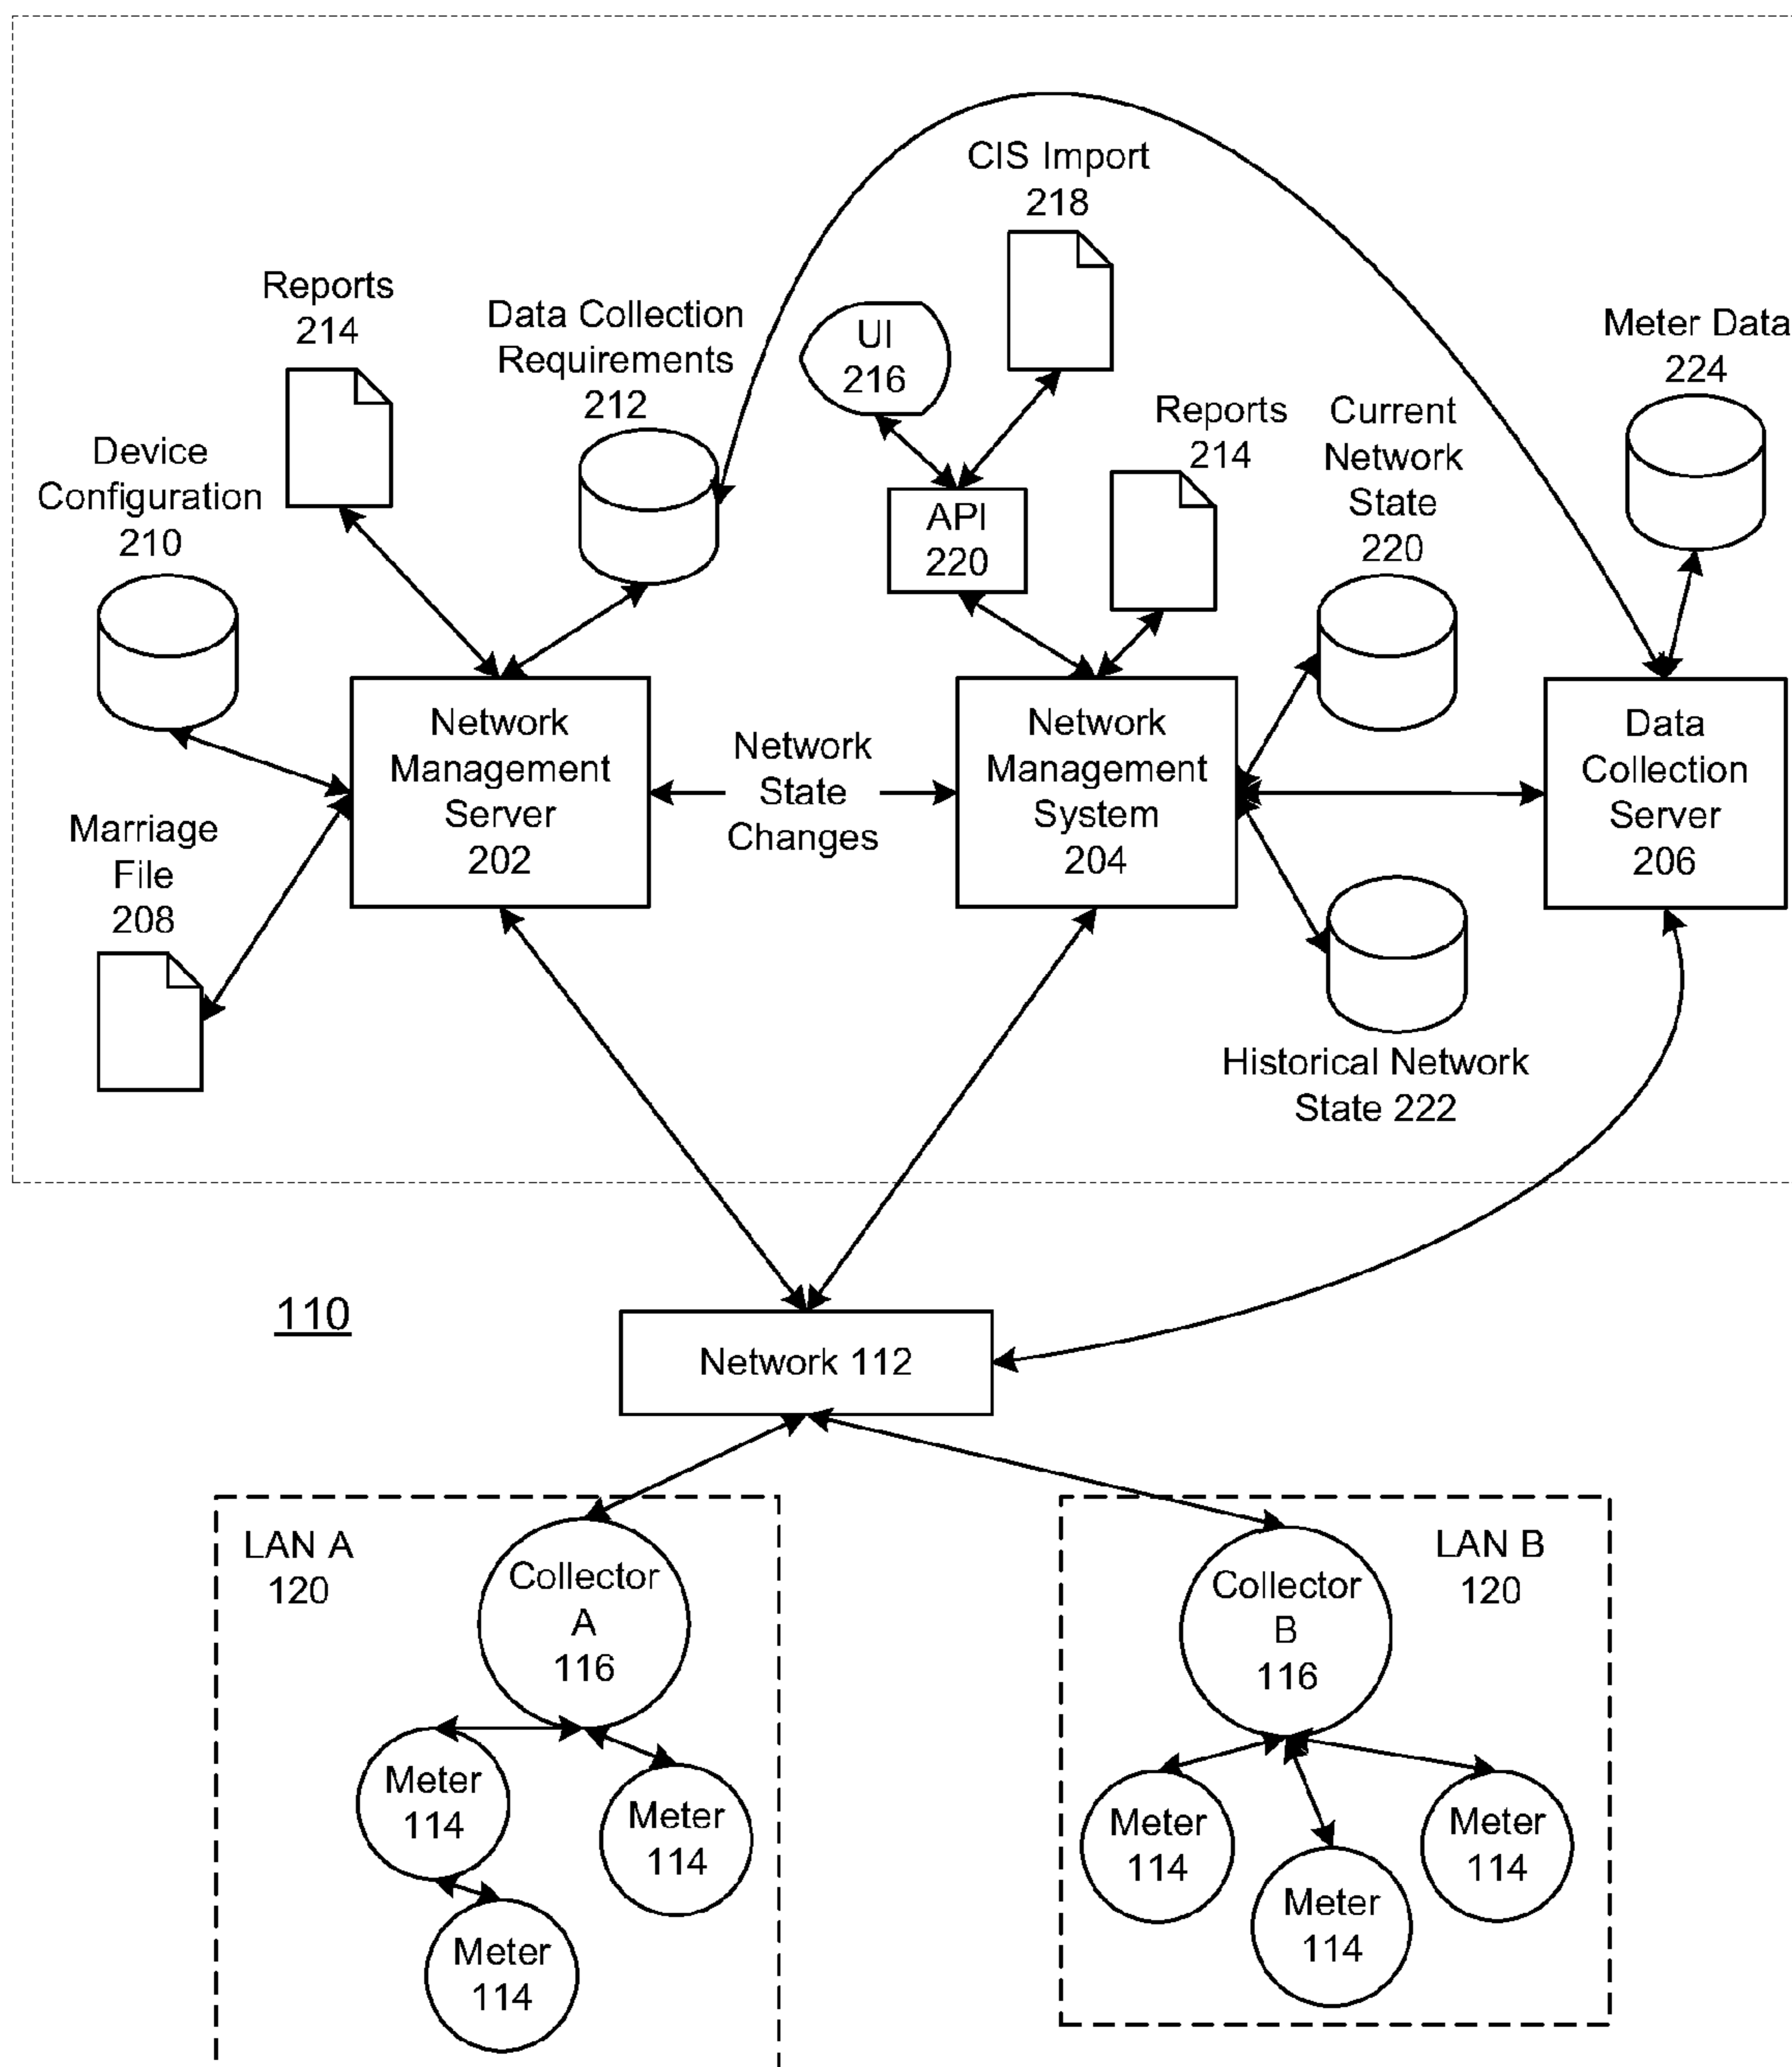 CIS Import
218
Reports
214
Data Collection
Requirements
212
UI
216
Meter Data
224
Device
Configuration
210
API
220
Reports
214
Current
Network
State
220
Network
Management
Server
202
Network
State
Changes
Network
Management
System
204
Data
Collection
Server
206
Marriage
File
208
Historical Network
State 222
110
Network 112
LAN A
120
Collector
A
116
Meter
114
Meter
114
Meter
114
LAN B
120
Collector
B
116
Meter
114
Meter
114
Meter
114